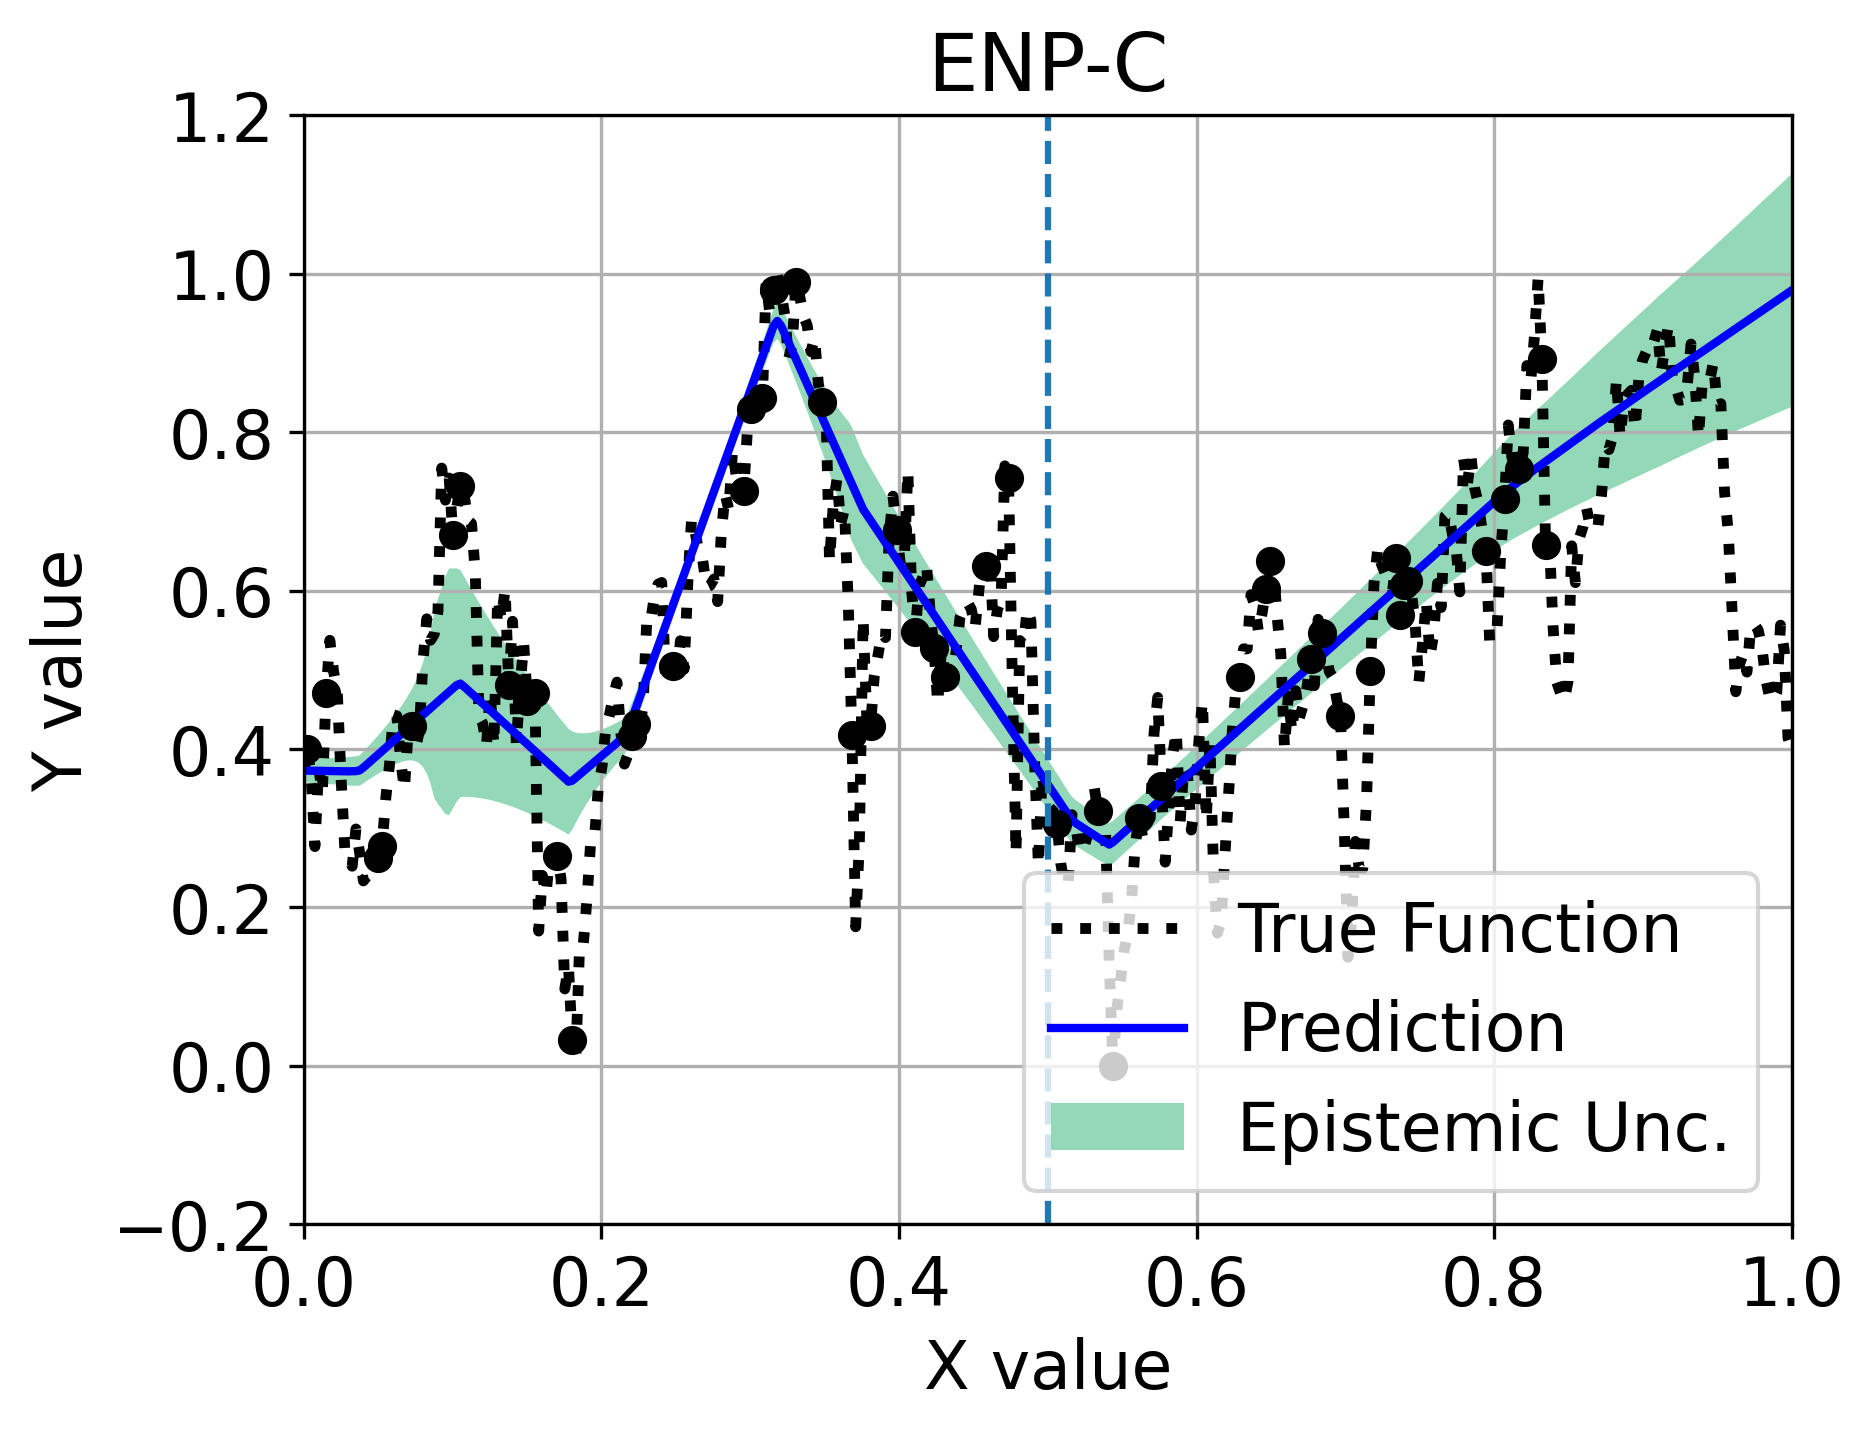 ENP-C
1.2
1.0
0.8
0.6
0.4
0.2
0.0
−0.2
Y value
True Function
Prediction
Epistemic Unc.
0.0 0.2 0.4 0.6 0.8 1.0
X value